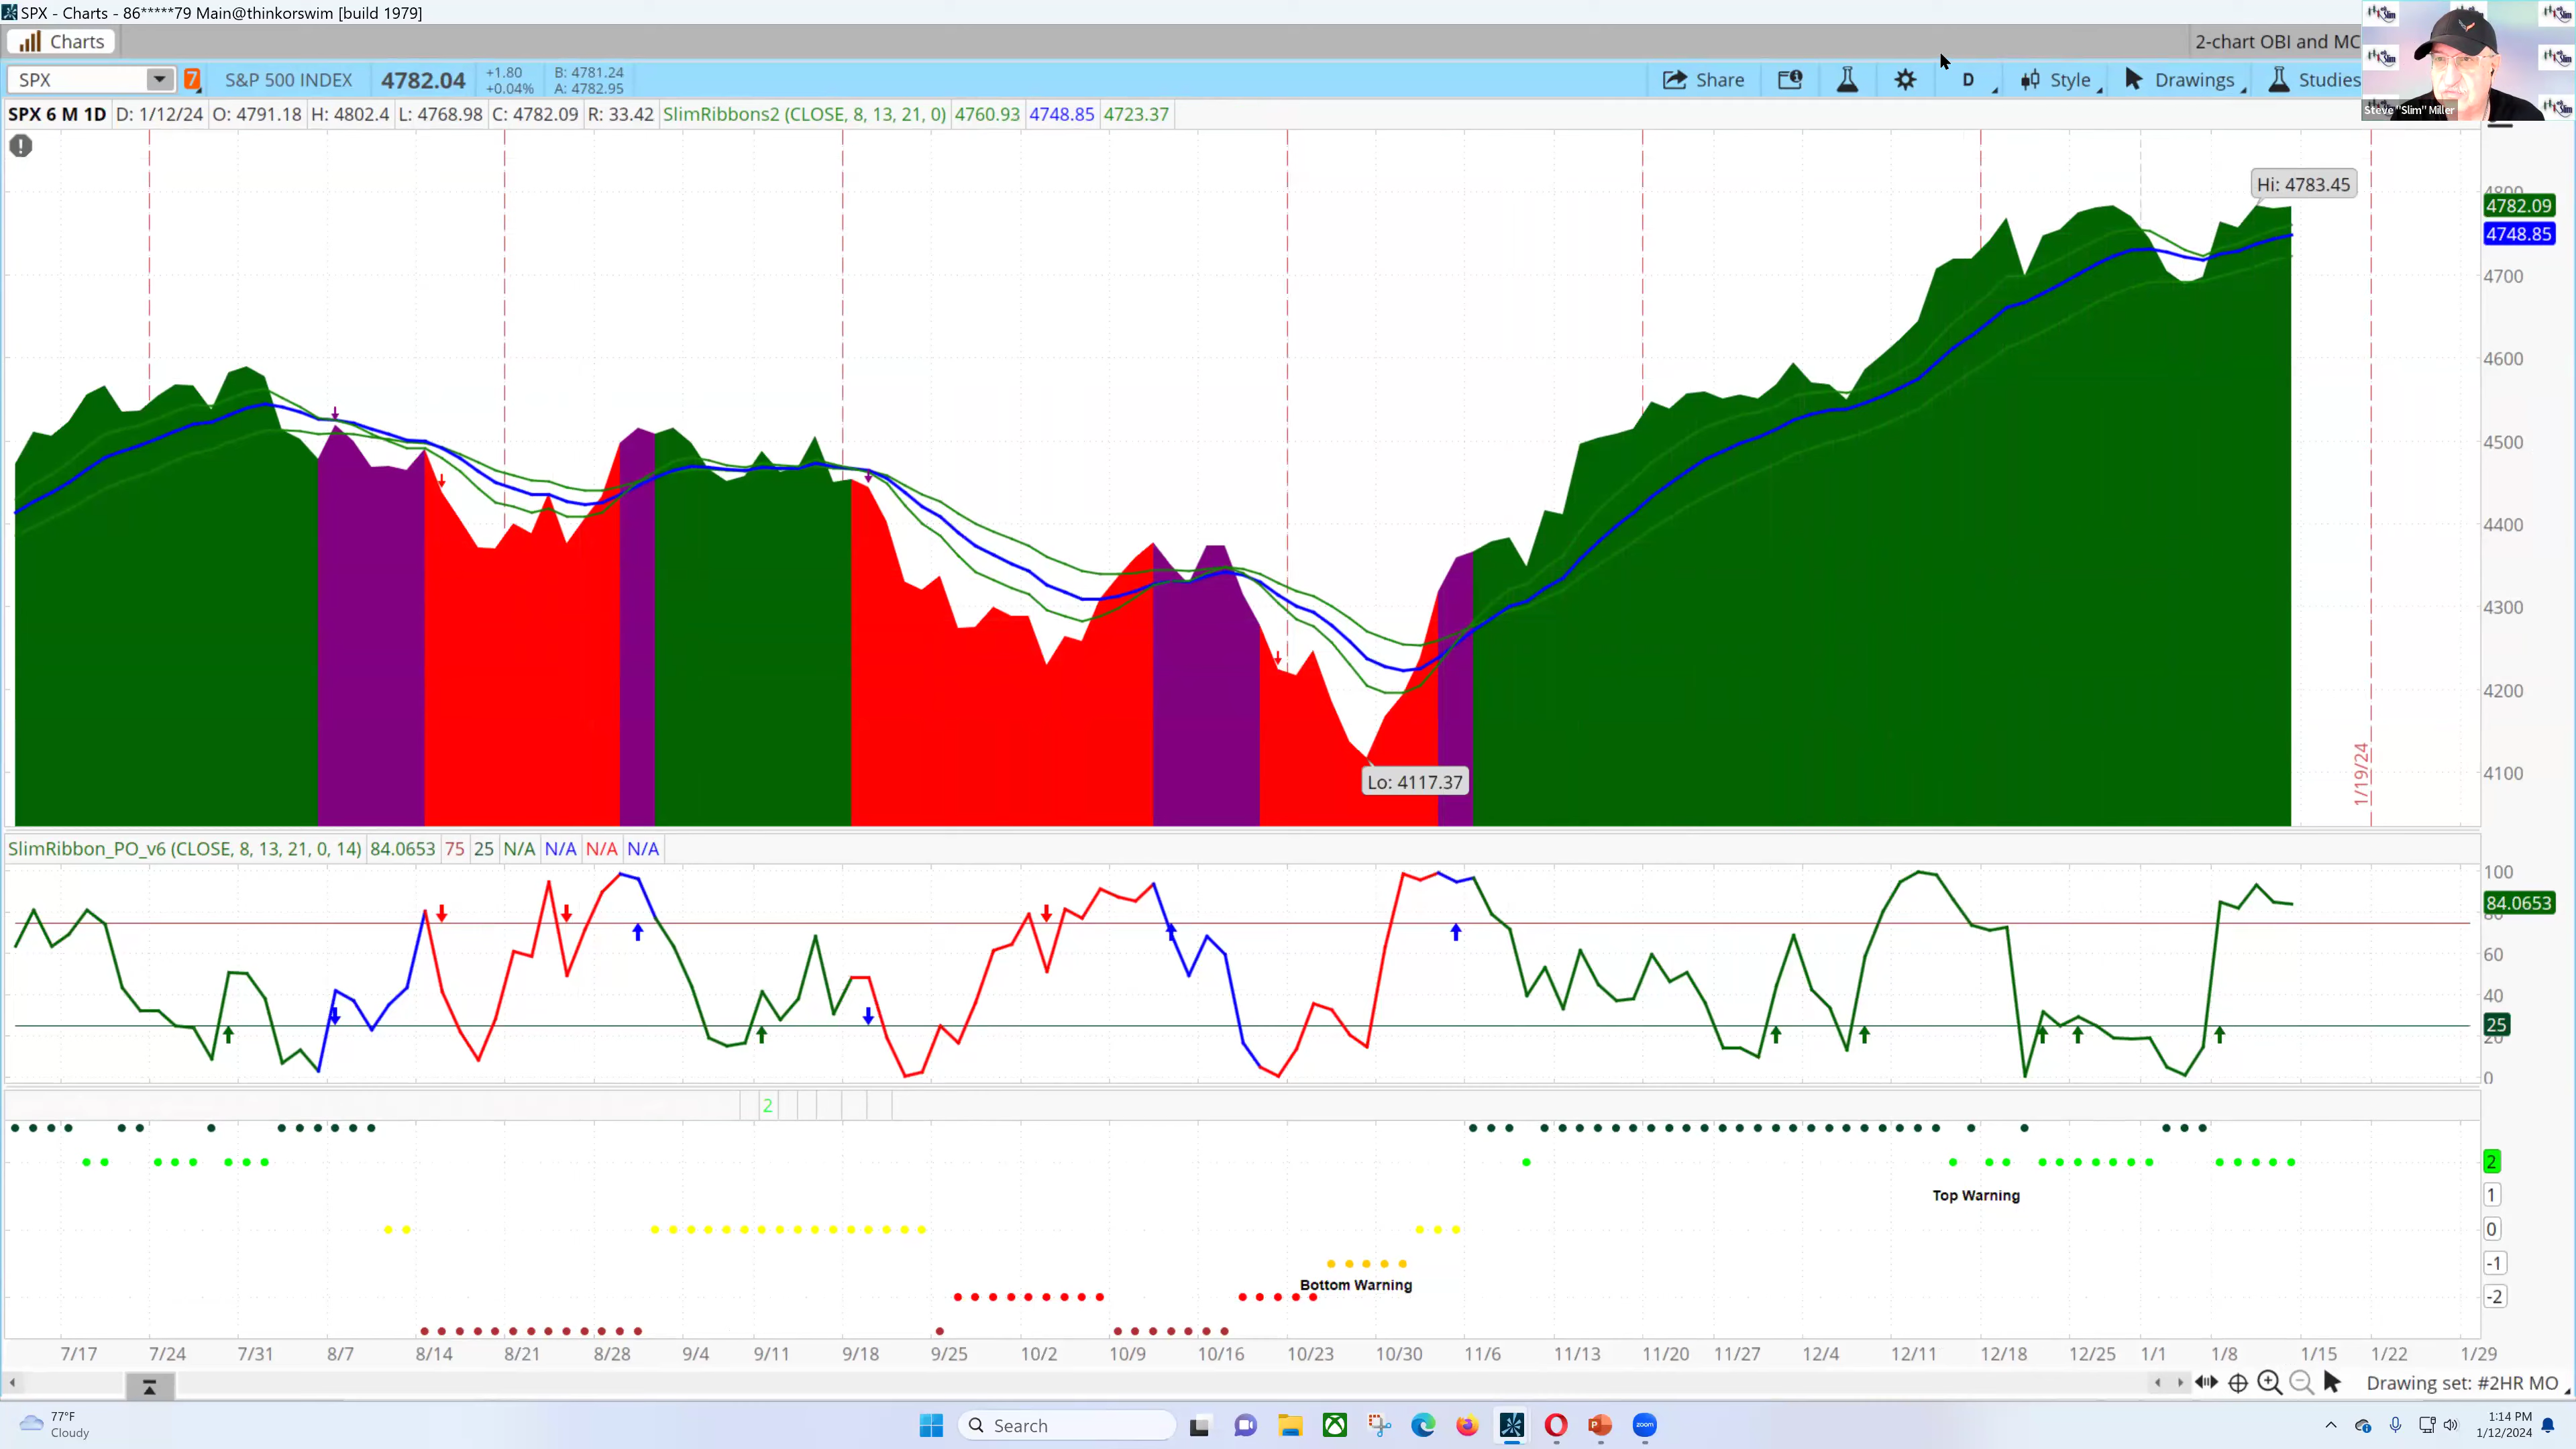 SPX - Charts - 86*****79 Main@thinkorswim [build 1979]
Charts
2-chart OBI and MC
SPX
7
S&P 500 INDEX
4782.04
+1.80
+0.04%
B: 4781.24
A: 4782.95
Share
D
Style
Drawings
Studies
Steve "Slim" Miller
SPX 6 M 1D D: 1/12/24 O: 4791.18 H: 4802.4 L: 4768.98 C: 4782.09 R: 33.42 SlimRibbons2 (CLOSE, 8, 13, 21, 0) 4760.93 4748.85 4723.37
Hi: 4783.45
4800
4782.09
4748.85
4700
4600
4500
4400
4300
4200
4100
Lo: 4117.37
1/19/24
SlimRibbon_PO_v6 (CLOSE, 8, 13, 21, 0, 14) 84.0653 75 25 N/A N/A N/A N/A
100
84.0653
80
60
40
25
20
0
2
2
1
0
-1
-2
Top Warning
Bottom Warning
7/17 7/24 7/31 8/7 8/14 8/21 8/28 9/4 9/11 9/18 9/25 10/2 10/9 10/16 10/23 10/30 11/6 11/13 11/20 11/27 12/4 12/11 12/18 12/25 1/1 1/8 1/15 1/22 1/29
Drawing set: #2HR MO
77°F
Cloudy
Search
zoom
1:14 PM
1/12/2024